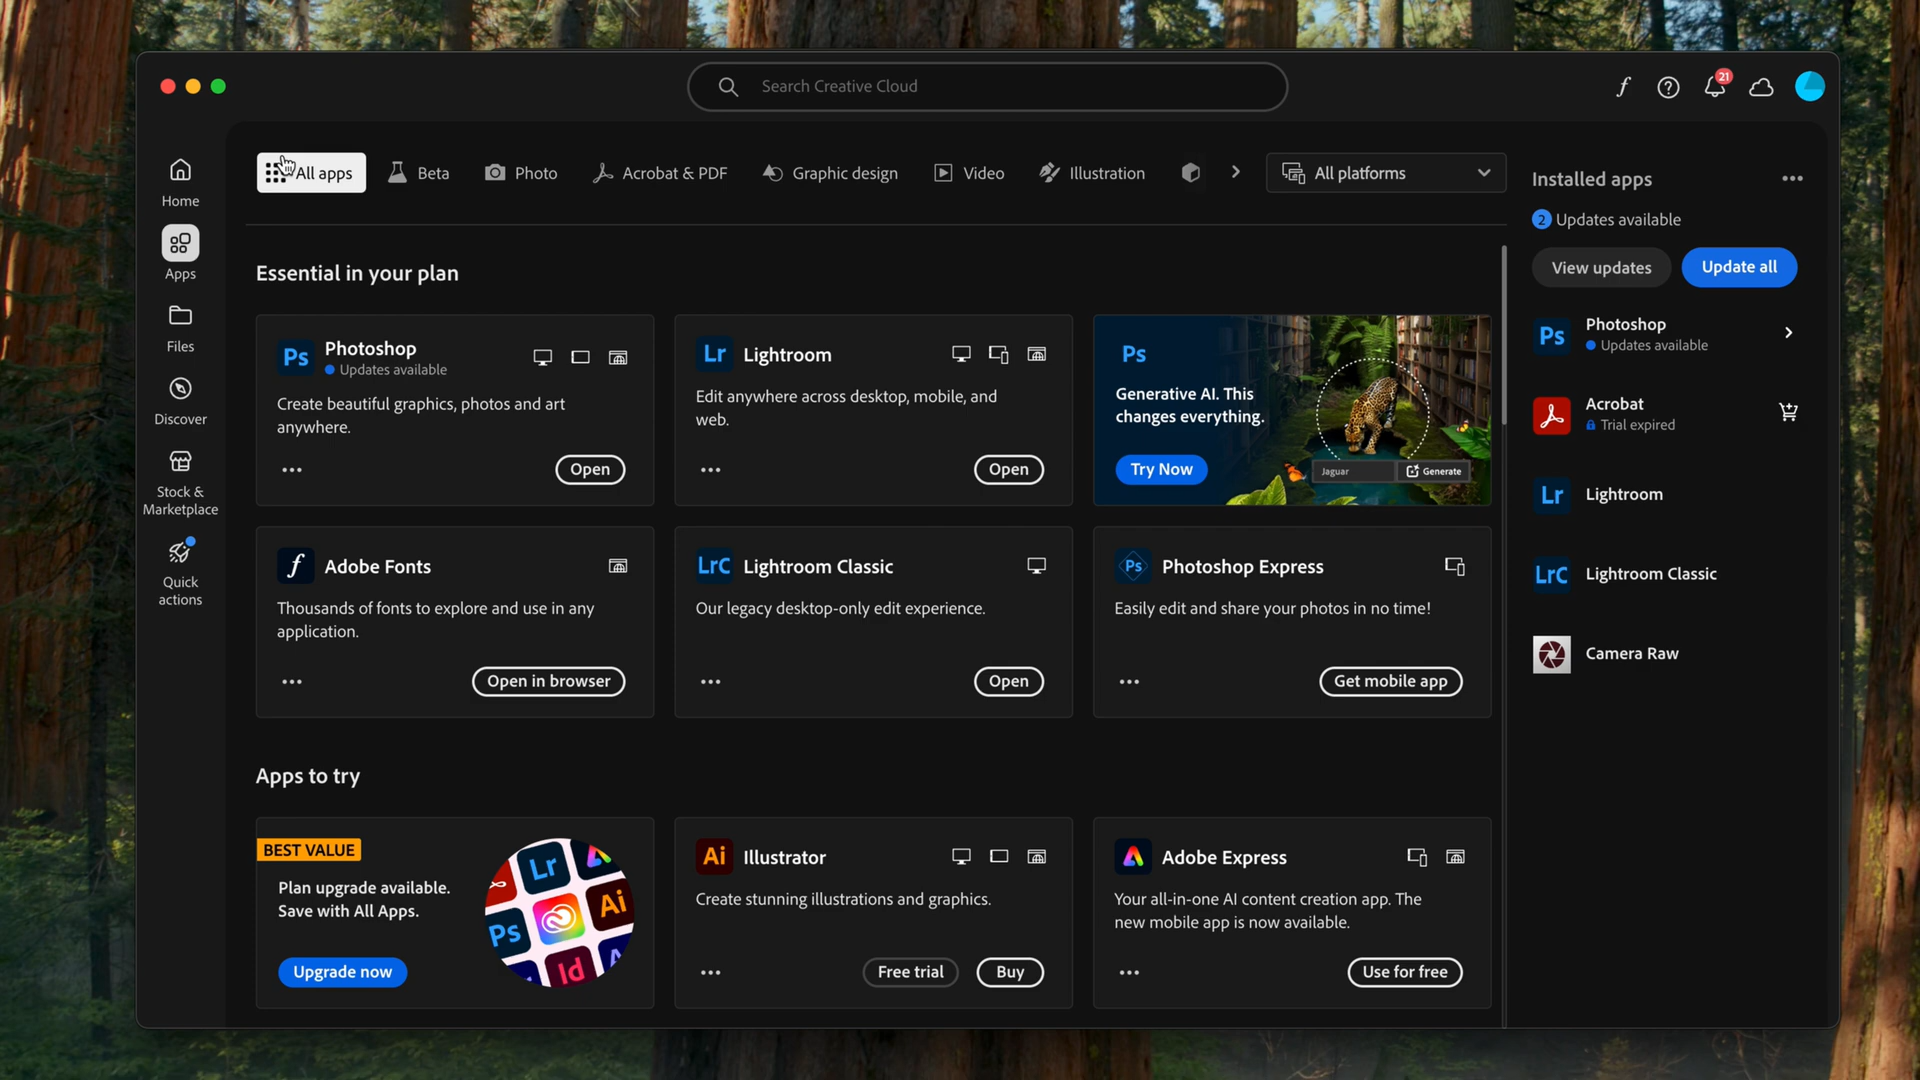 Search Creative Cloud
21
Home
Apps
Files
Discover
Stock &
Marketplace
Quick
actions
All apps
Beta
Photo
Acrobat & PDF
Graphic design
Video
Illustration
All platforms
Essential in your plan
Ps
Photoshop
Updates available
Create beautiful graphics, photos and art
anywhere.
Open
Lr
Lightroom
Edit anywhere across desktop, mobile, and
web.
Open
Ps
Generative AI. This
changes everything.
Try Now
Jaguar
Generate
f
Adobe Fonts
Thousands of fonts to explore and use in any
application.
Open in browser
LrC
Lightroom Classic
Our legacy desktop-only edit experience.
Open
Ps
Photoshop Express
Easily edit and share your photos in no time!
Get mobile app
Apps to try
BEST VALUE
Plan upgrade available.
Save with All Apps.
Upgrade now
Lr
Ai
Ps
Id
Ai
Illustrator
Create stunning illustrations and graphics.
Free trial
Buy
Adobe Express
Your all-in-one AI content creation app. The
new mobile app is now available.
Use for free
Installed apps
2 Updates available
View updates
Update all
Ps
Photoshop
Updates available
Acrobat
Trial expired
Lr
Lightroom
LrC
Lightroom Classic
Camera Raw